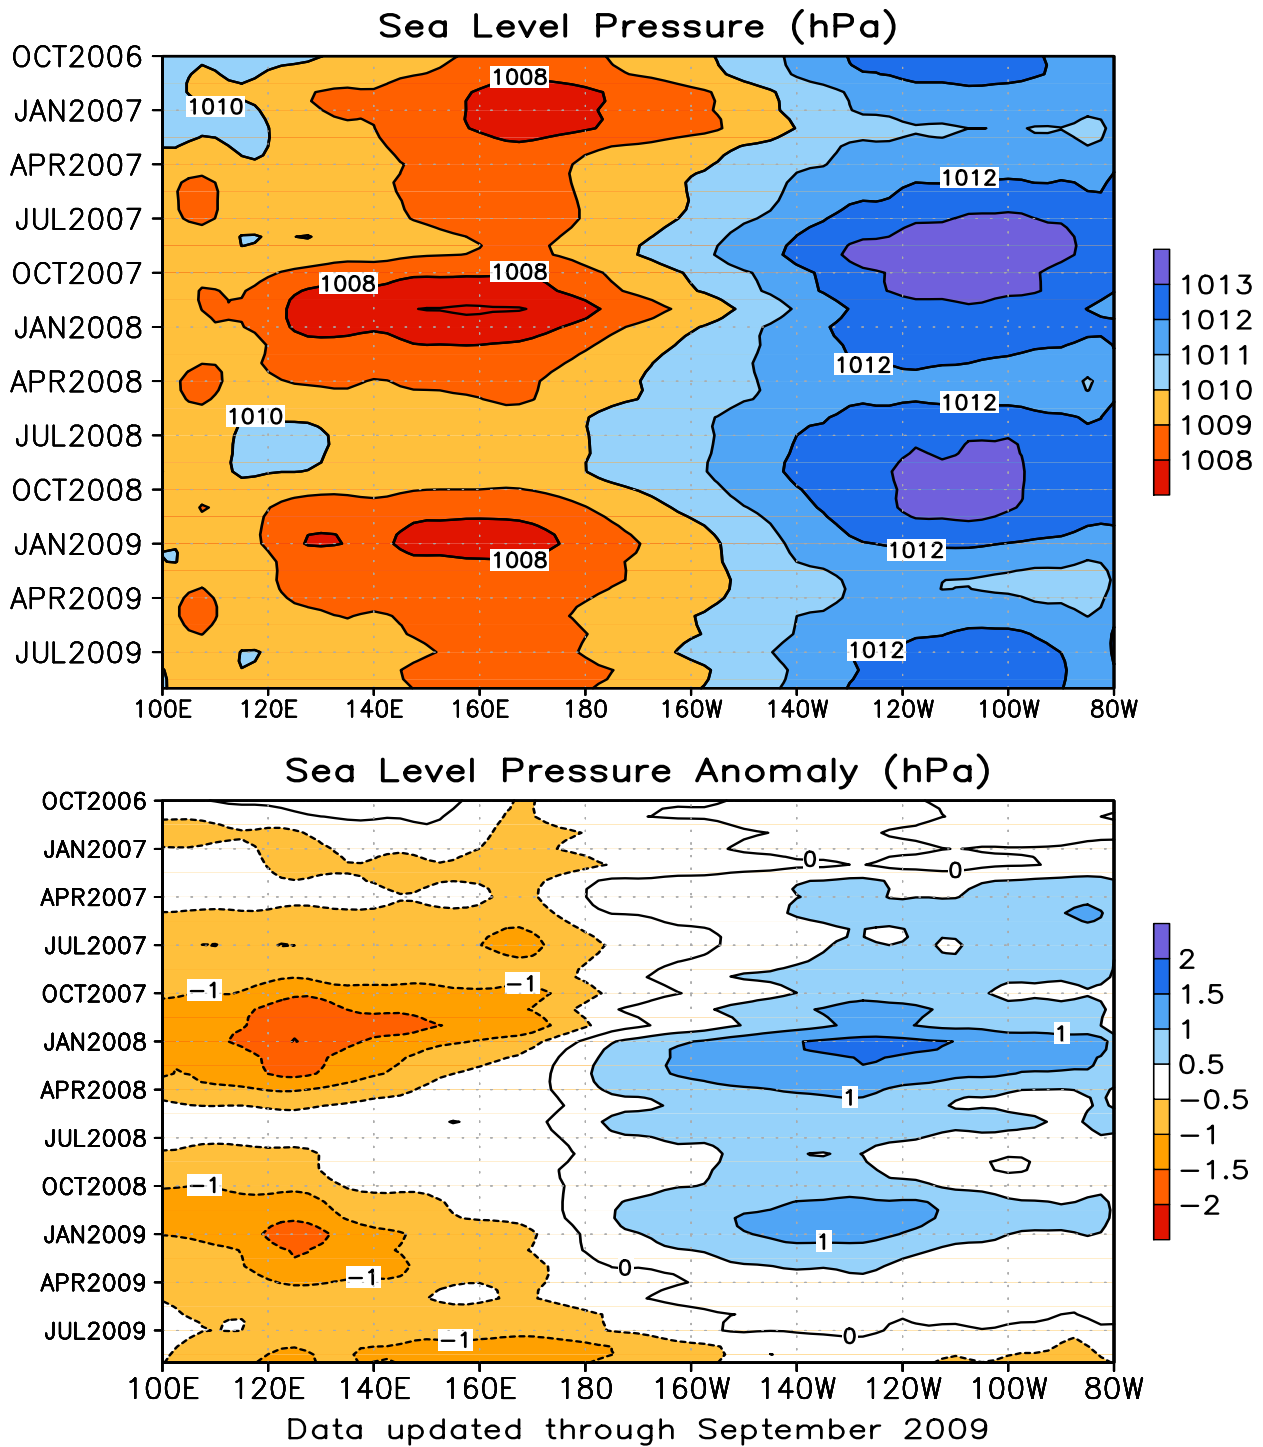 Sea Level Pressure (hPa)
OCT2006
1008
1010
JAN2007
APR2007
1012
JUL2007
OCT2007
1008
1008
JAN2008
1012
APR2008
1012
1010
JUL2008
OCT2008
JAN2009
1012
1008
APR2009
JUL2009
1012
100E 120E 140E 160E 180 160W 140W 120W 100W 80W
1013
1012
1011
1010
1009
1008
Sea Level Pressure Anomaly (hPa)
OCT2006
JAN2007
0
0
APR2007
JUL2007
OCT2007
-1
-1
JAN2008
1
APR2008
1
JUL2008
OCT2008
-1
JAN2009
1
0
APR2009
-1
JUL2009
-1
0
100E 120E 140E 160E 180 160W 140W 120W 100W 80W
2
1.5
1
0.5
-0.5
-1
-1.5
-2
Data updated through September 2009